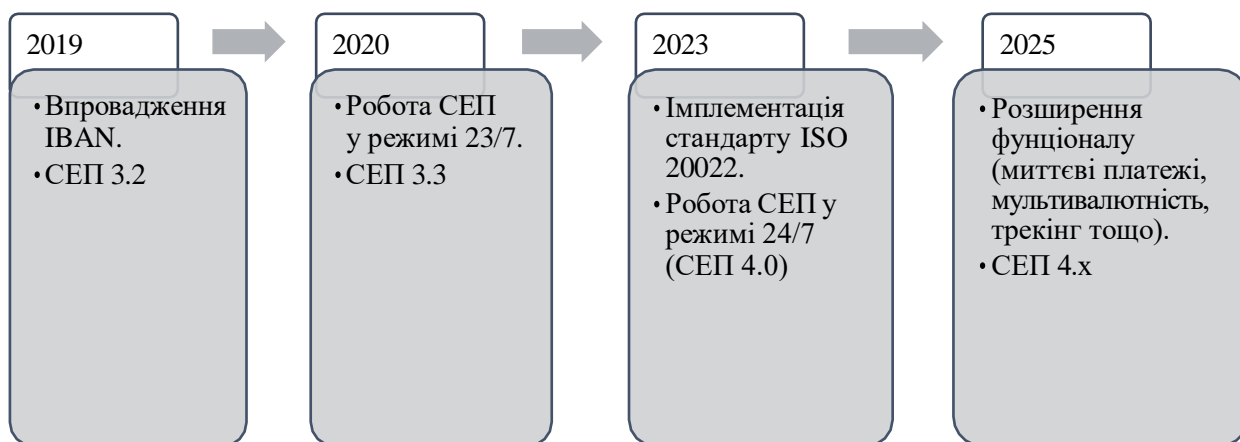 2019
• Впровадження
IBAN.
• СЕП 3.2
2020
• Робота СЕП
у режимі 23/7.
• СЕП 3.3
2023
• Імплементація
стандарту ISO
20022.
• Робота СЕП у
режимі 24/7
(СЕП 4.0)
2025
• Розширення
фунціоналу
(миттєві платежі,
мультивалютність,
трекінг тощо).
• СЕП 4.х